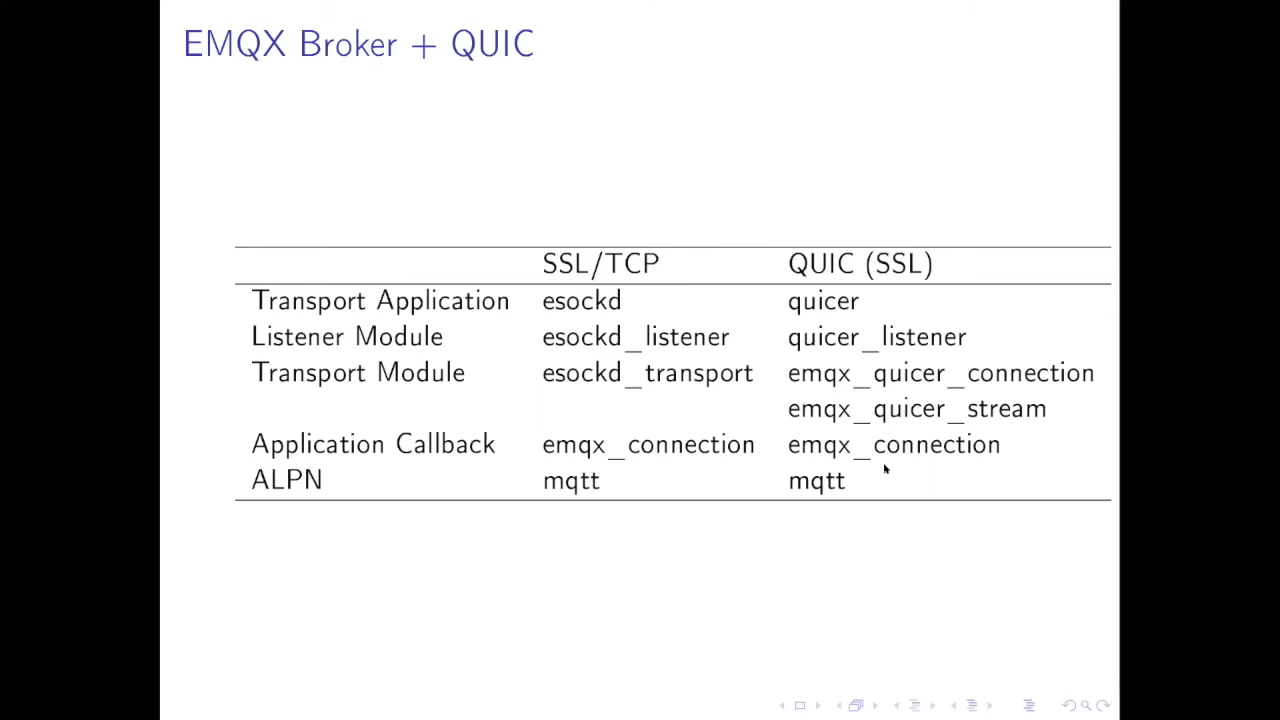 EMQX Broker + QUIC
SSL/TCP QUIC (SSL)
Transport Application esockd quicer
Listener Module esockd_listener quicer_listener
Transport Module esockd_transport emqx_quicer_connection
emqx_quicer_stream
Application Callback emqx_connection emqx_connection
ALPN mqtt mqtt